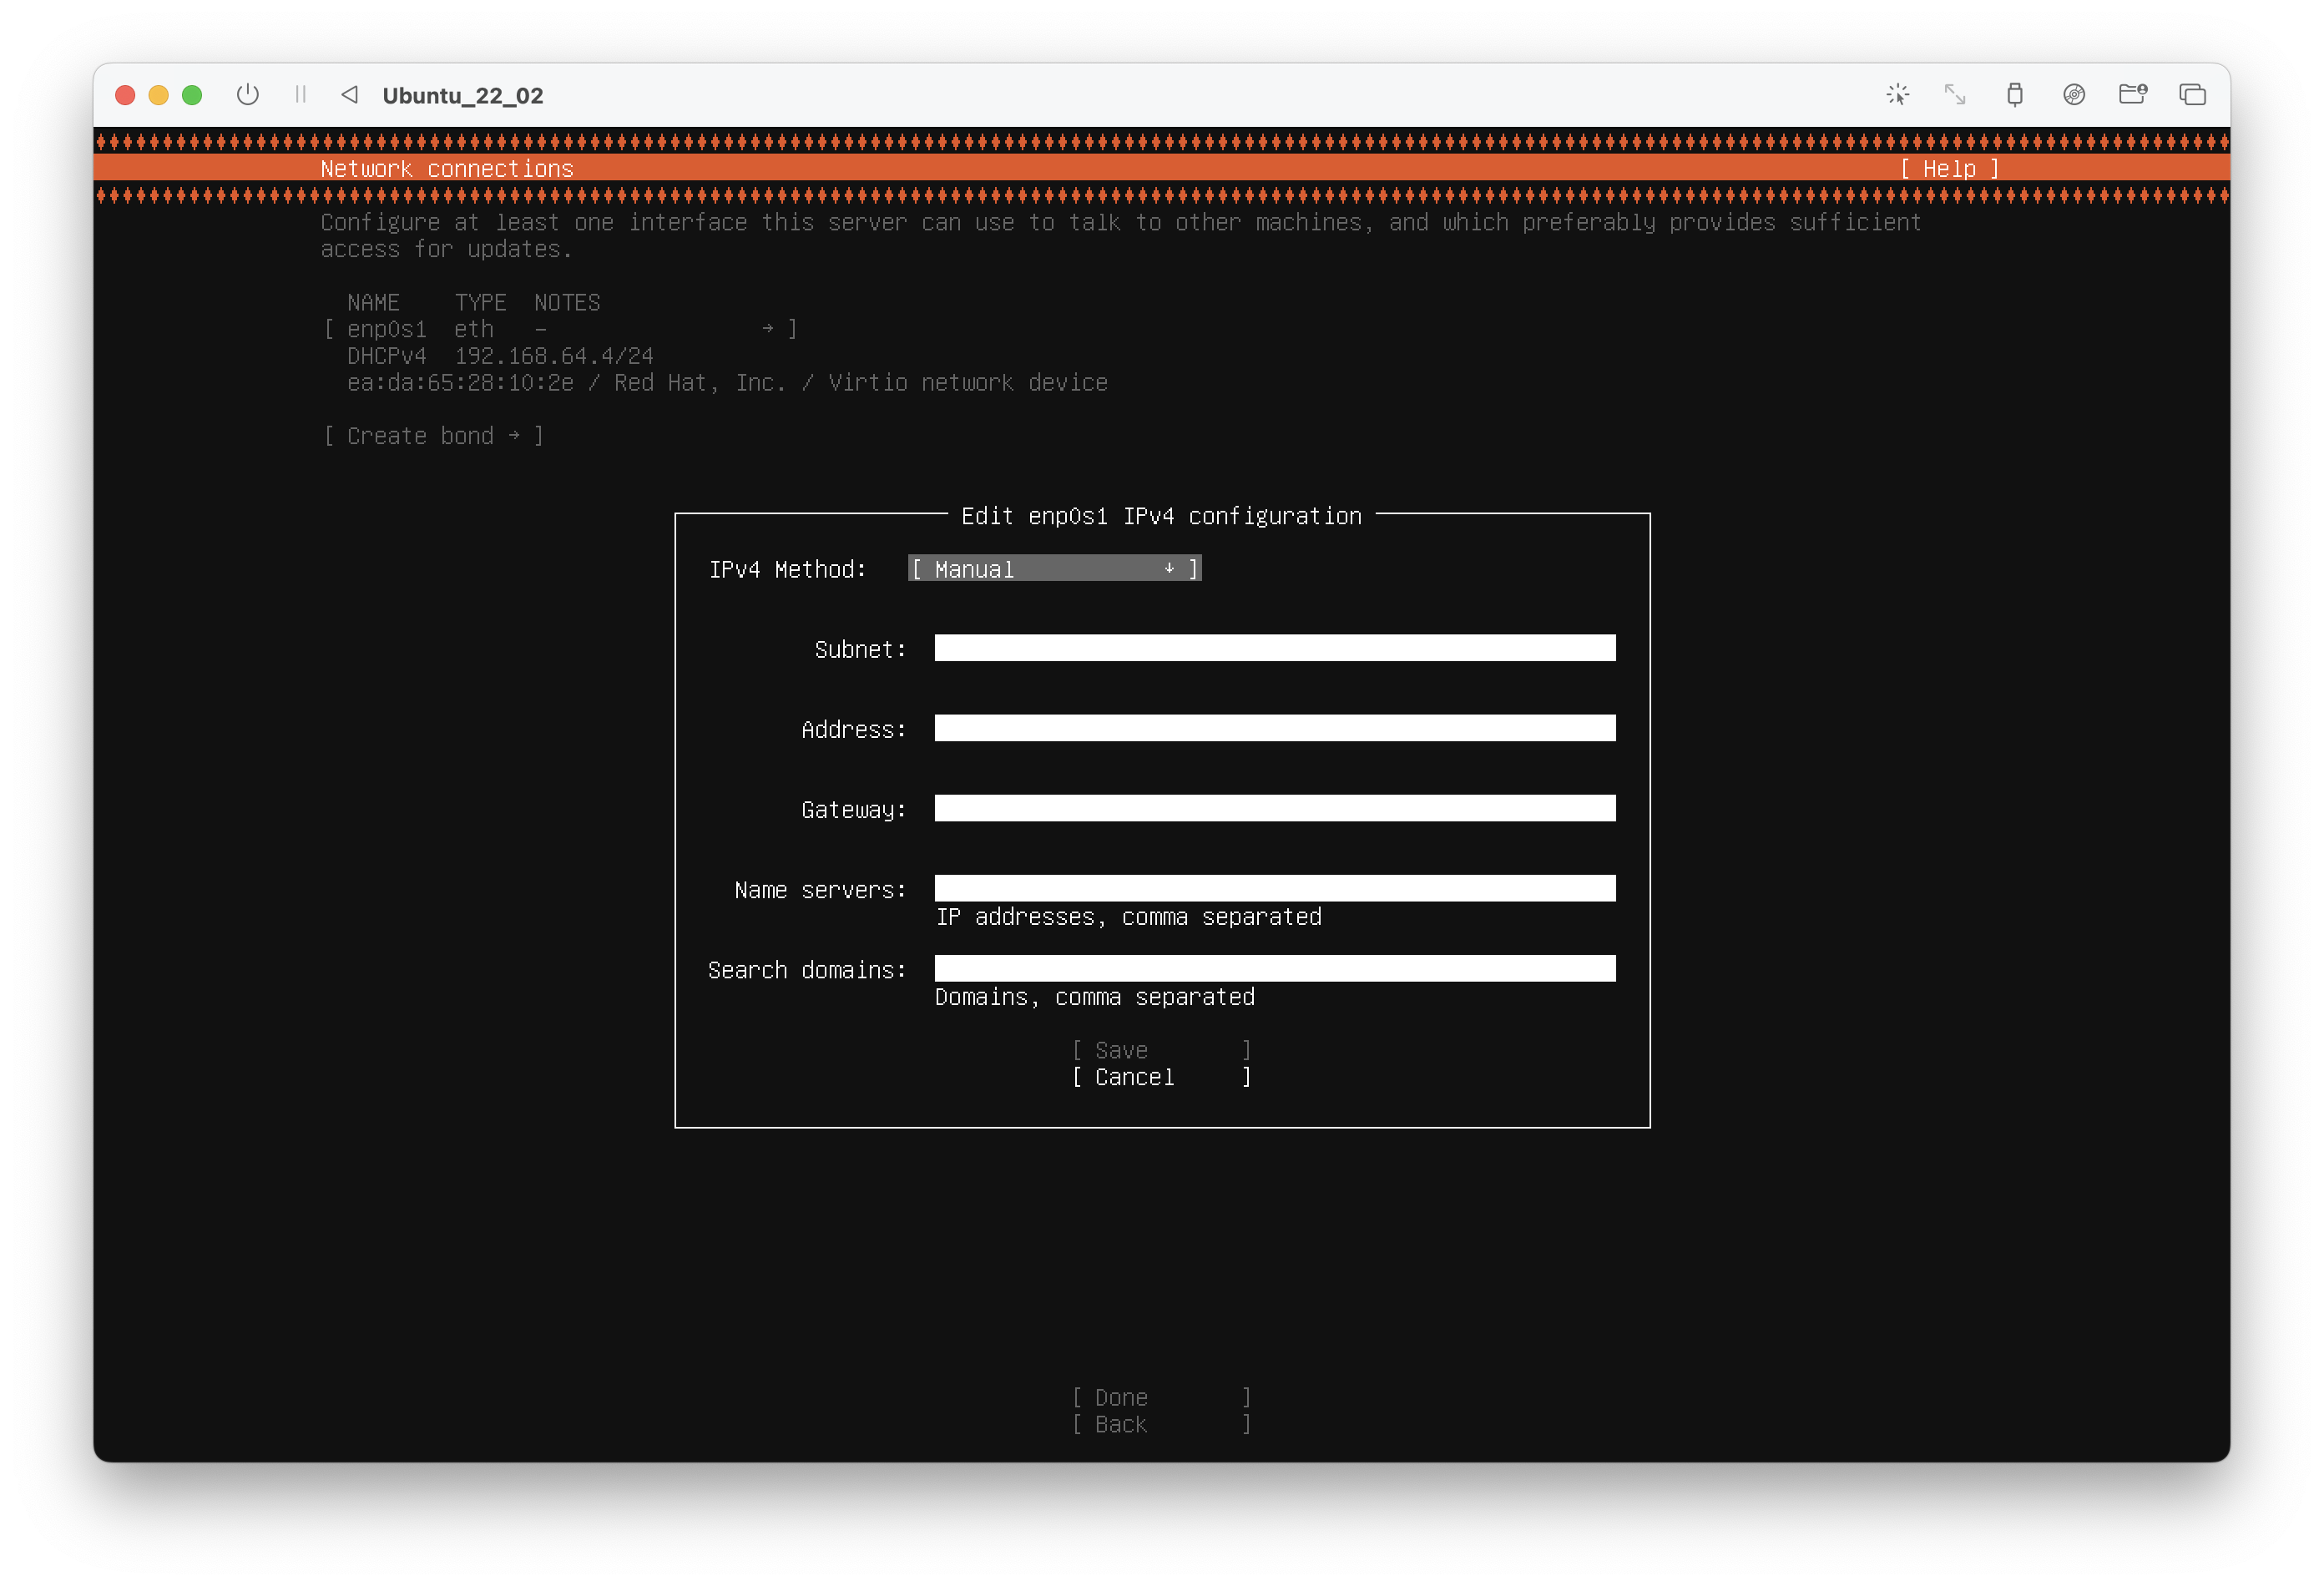 Ubuntu_22_02
Network connections [ Help ]
Configure at least one interface this server can use to talk to other machines, and which preferably provides sufficient
access for updates.
NAME TYPE NOTES
[ enp0s1 eth - → ]
DHCPv4 192.168.64.4/24
ea:da:65:28:10:2e / Red Hat, Inc. / Virtio network device
[ Create bond → ]
Edit enp0s1 IPv4 configuration
IPv4 Method: [ Manual ↓ ]
Subnet:
Address:
Gateway:
Name servers:
IP addresses, comma separated
Search domains:
Domains, comma separated
[ Save ]
[ Cancel ]
[ Done ]
[ Back ]